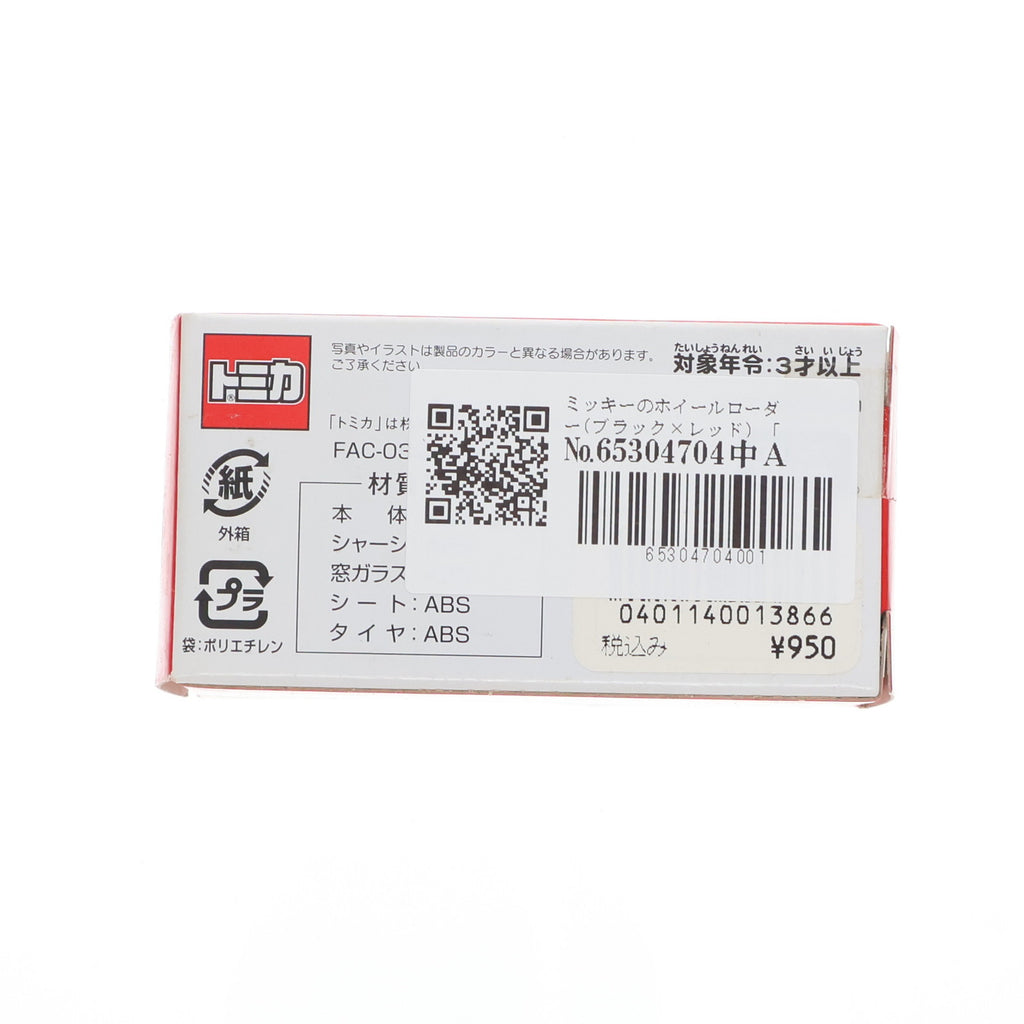 トミカ®
写真やイラストは製品のカラーと異なる場合があります。
ご了承ください
たいしょうねんれい さい いじょう
対象年令:3才以上
「トミカ」は
FAC-03
材質
本 体
シャーシ
窓ガラス
シート:ABS
タイヤ:ABS
紙
外箱
プラ
袋:ポリエチレン
ミッキーのホイールローダ
ー(ブラック×レッド) 「
No.65304704中A
65304704001
0401140013866
税込み ¥950